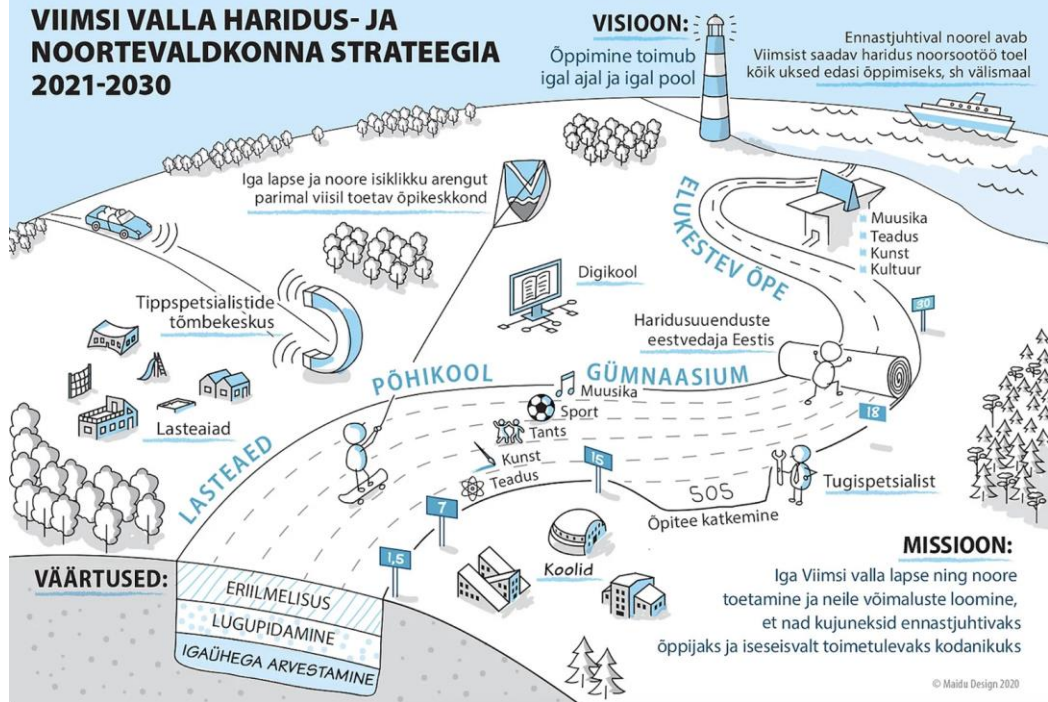 VIIMSI VALLA HARIDUS- JA
NOORTEVALDKONNA STRATEEGIA
2021-2030
VISIOON:
Õppimine toimub
igal ajal ja igal pool
Ennastjuhtival noorel avab
Viimsist saadav haridus noorsootöö toel
kõik uksed edasi õppimiseks, sh välismaal
Iga lapse ja noore isiklikku arengut
parimal viisil toetav õpikeskkond
ELUKESTEV ÕPE
Muusika
Teadus
Kunst
Kultuur
Digikool
Tippspetsialistide
tõmbekeskus
30
Haridusuuenduste
eestvedaja Eestis
PÕHIKOOL
GÜMNAASIUM
Muusika
Sport
Tants
Kunst
Teadus
18
Lasteaiad
LASTEAED
15
7
1,5
SOS
Õpitee katkemine
Tugispetsialist
Koolid
VÄÄRTUSED:
ERIILMELISUS
LUGUPIDAMINE
IGAÜHEGA ARVESTAMINE
MISSIOON:
Iga Viimsi valla lapse ning noore
toetamine ja neile võimaluste loomine,
et nad kujuneksid ennastjuhtivaks
õppijaks ja iseseisvalt toimetulevaks kodanikuks
© Maidu Design 2020